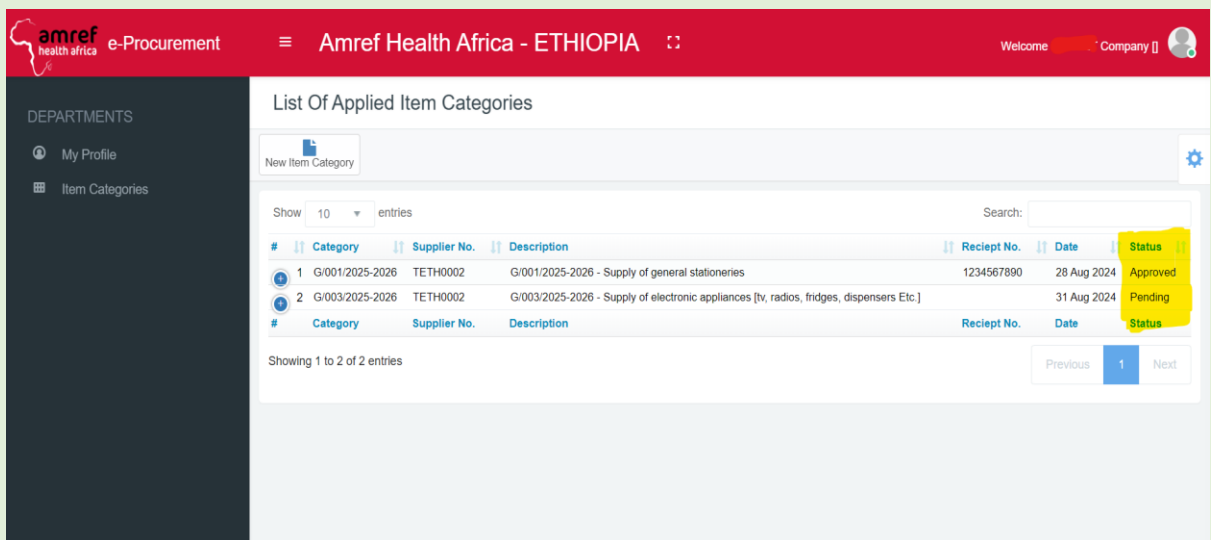 amref
health africa
e-Procurement
Amref Health Africa - ETHIOPIA
Welcome
Company []
DEPARTMENTS
My Profile
Item Categories
List Of Applied Item Categories
New Item Category
Show 10 entries
Search:
# Category Supplier No. Description Reciept No. Date Status
1 G/001/2025-2026 TETH0002 G/001/2025-2026 - Supply of general stationeries 1234567890 28 Aug 2024 Approved
2 G/003/2025-2026 TETH0002 G/003/2025-2026 - Supply of electronic appliances [tv, radios, fridges, dispensers Etc.] 31 Aug 2024 Pending
# Category Supplier No. Description Reciept No. Date Status
Showing 1 to 2 of 2 entries
Previous 1 Next